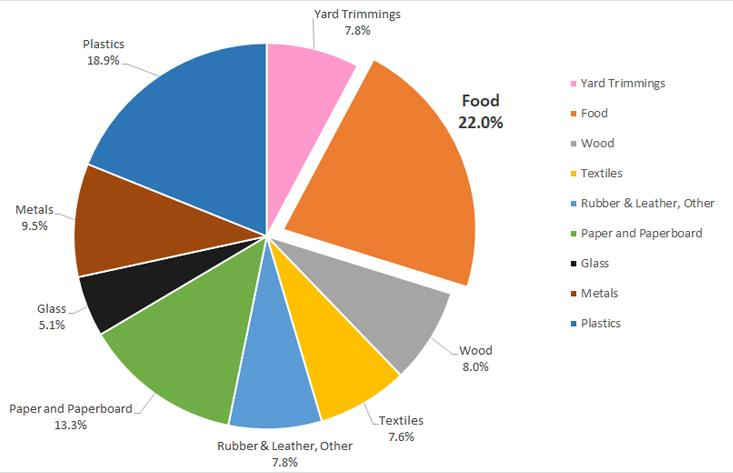 Yard Trimmings
7.8%
Food
22.0%
Wood
8.0%
Textiles
7.6%
Rubber & Leather, Other
7.8%
Paper and Paperboard
13.3%
Glass
5.1%
Metals
9.5%
Plastics
18.9%
Yard Trimmings
Food
Wood
Textiles
Rubber & Leather, Other
Paper and Paperboard
Glass
Metals
Plastics